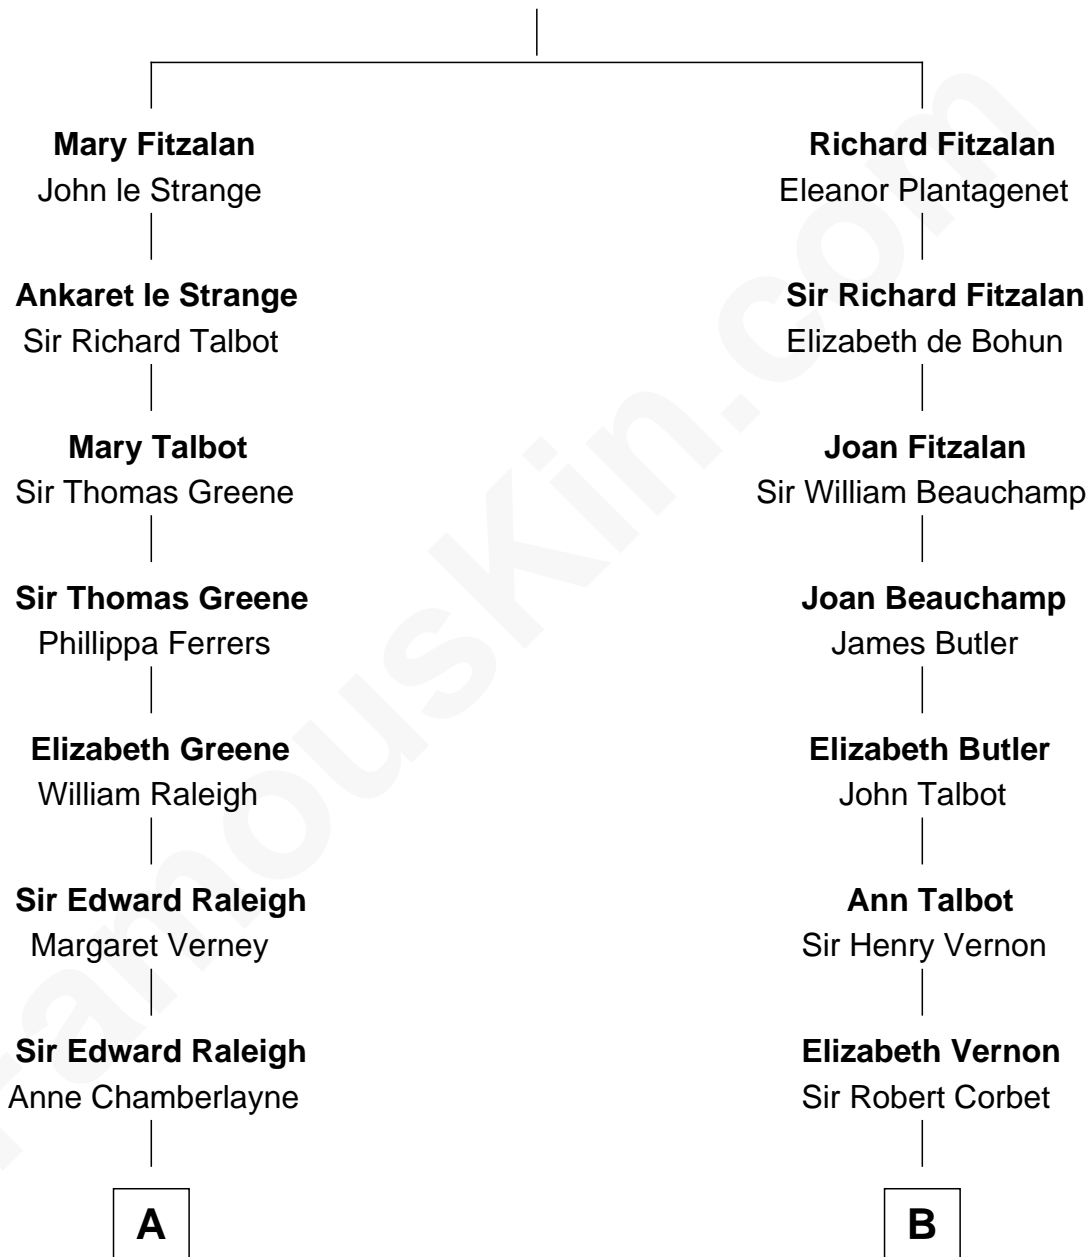 Mary Fitzalan
John le Strange
Richard Fitzalan
Eleanor Plantagenet
Ankaret le Strange
Sir Richard Talbot
Sir Richard Fitzalan
Elizabeth de Bohun
Mary Talbot
Sir Thomas Greene
Joan Fitzalan
Sir William Beauchamp
Sir Thomas Greene
Phillippa Ferrers
Joan Beauchamp
James Butler
Elizabeth Greene
William Raleigh
Elizabeth Butler
John Talbot
Sir Edward Raleigh
Margaret Verney
Ann Talbot
Sir Henry Vernon
Sir Edward Raleigh
Anne Chamberlayne
Elizabeth Vernon
Sir Robert Corbet
A
B
FamousKin.com